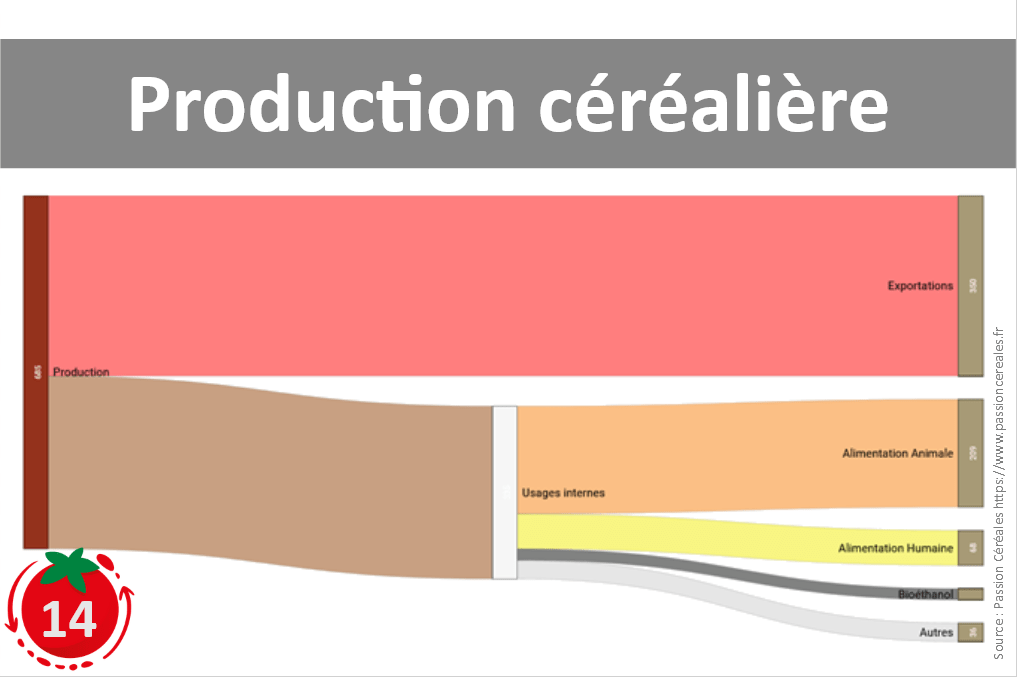 Production céréalière
Exportations
350
685
Production
Alimentation Animale
209
Usages internes
Alimentation Humaine
68
Bioéthanol
Autres
36
14
Source : Passion Céréales https://www.passioncereales.fr